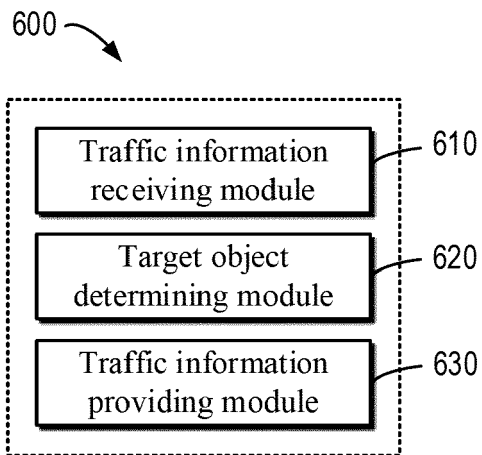 600
Traffic information
receiving module
610
Target object
determining module
620
Traffic information
providing module
630